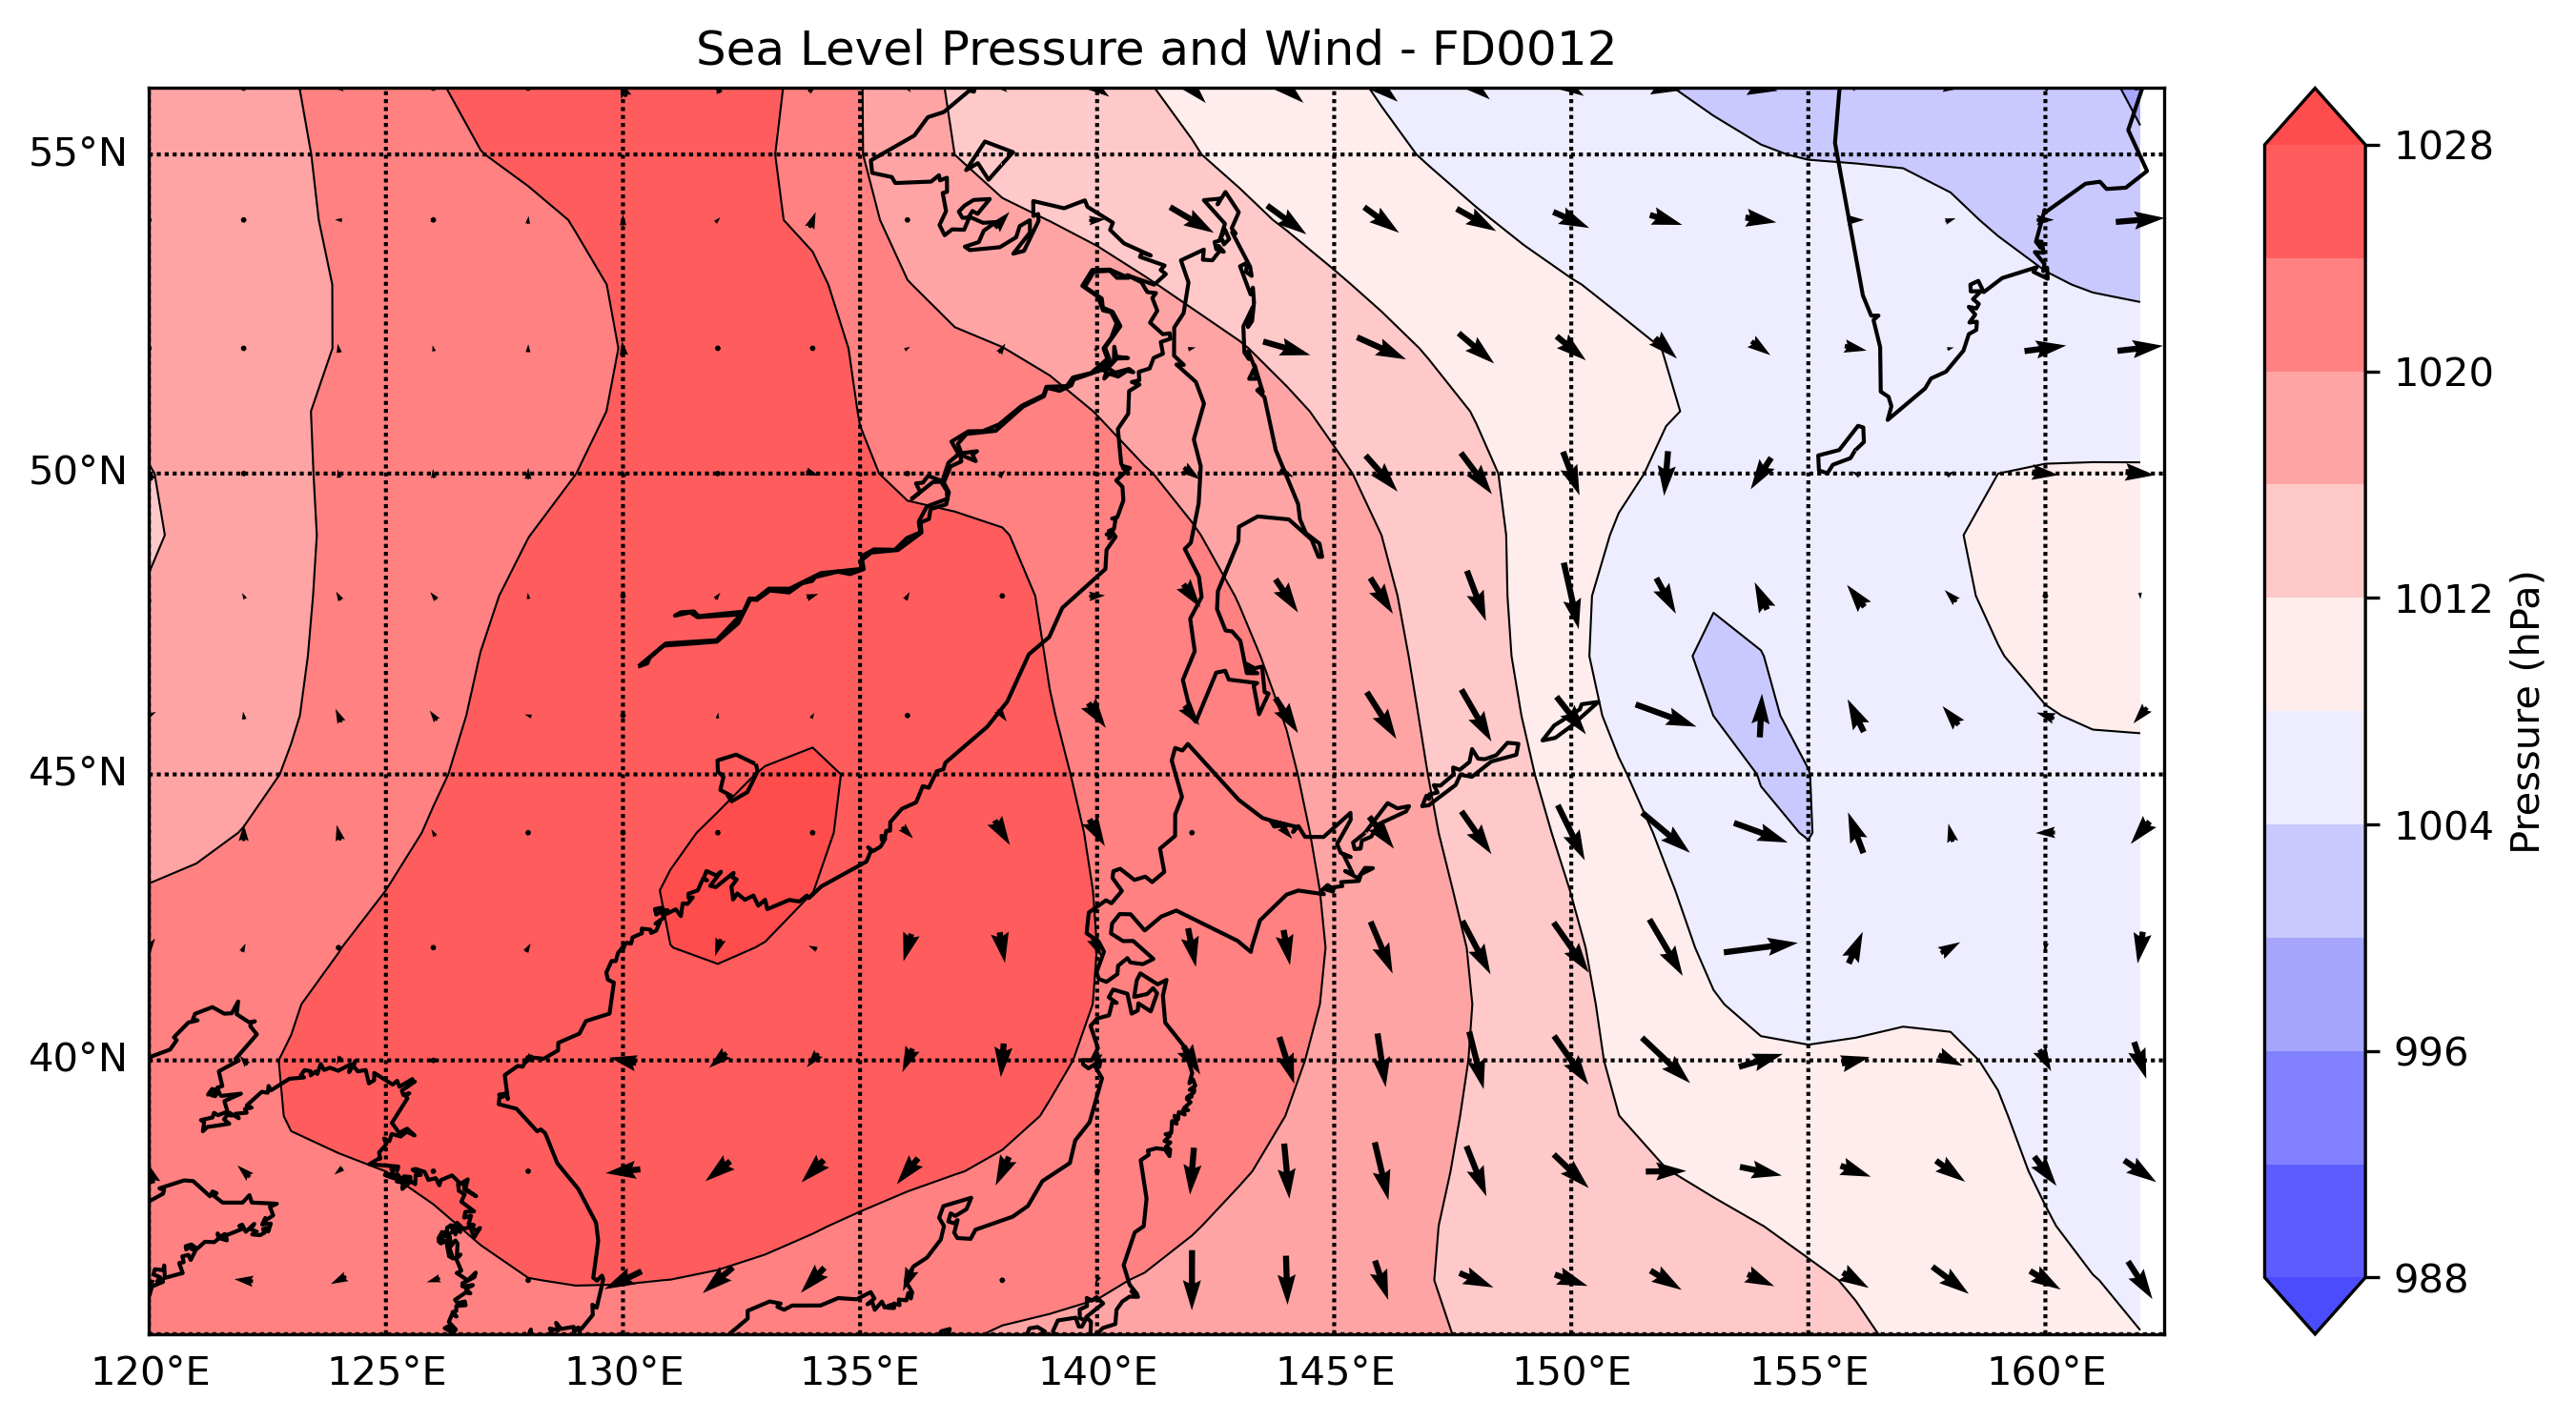 Sea Level Pressure and Wind - FD0012
55°N
50°N
45°N
40°N
120°E 125°E 130°E 135°E 140°E 145°E 150°E 155°E 160°E
1028
1020
1012
1004
996
988
Pressure (hPa)